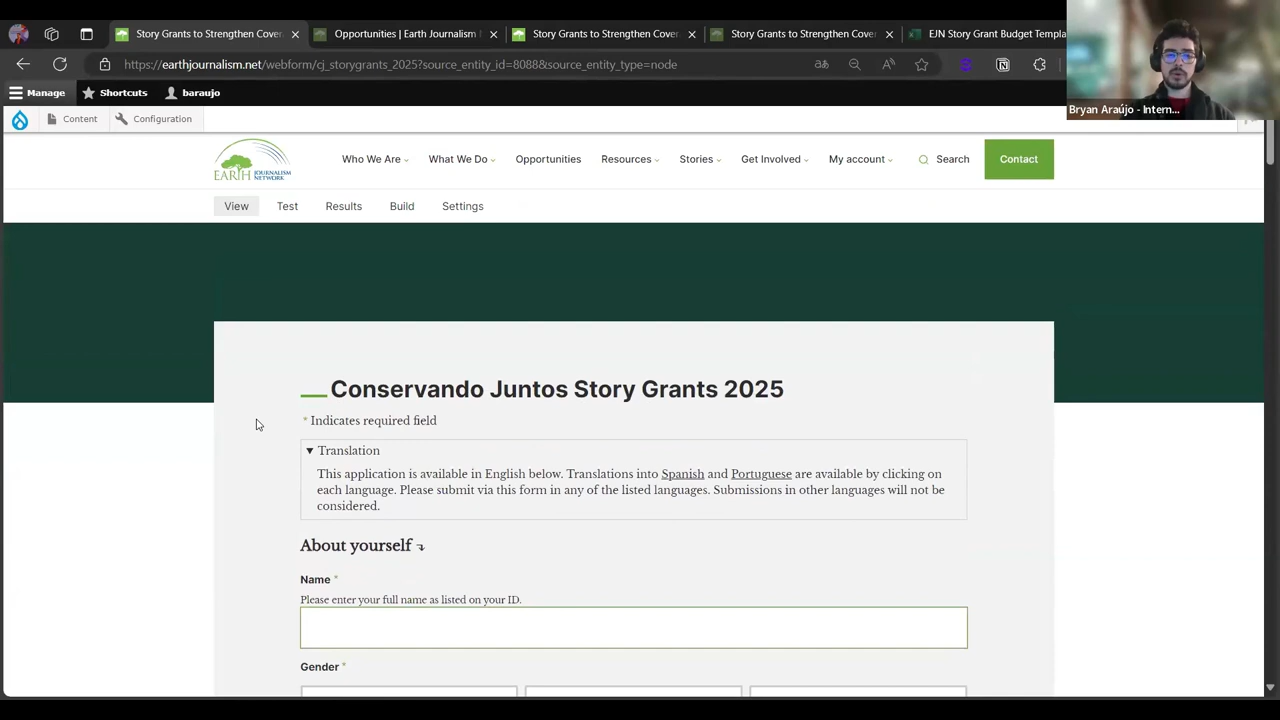 Story Grants to Strengthen Cover
Opportunities | Earth Journalism
Story Grants to Strengthen Cover
Story Grants to Strengthen Cover
EJN Story Grant Budget Templa
https://earthjournalism.net/webform/cj_storygrants_2025?source_entity_id=8088&source_entity_type=node
Manage
Shortcuts
baraujo
Bryan Araújo - Intern...
Content
Configuration
EARTH JOURNALISM NETWORK
Who We Are
What We Do
Opportunities
Resources
Stories
Get Involved
My account
Search
Contact
View
Test
Results
Build
Settings
Conservando Juntos Story Grants 2025
* Indicates required field
Translation
This application is available in English below. Translations into Spanish and Portuguese are available by clicking on
each language. Please submit via this form in any of the listed languages. Submissions in other languages will not be
considered.
About yourself
Name *
Please enter your full name as listed on your ID.
Gender *